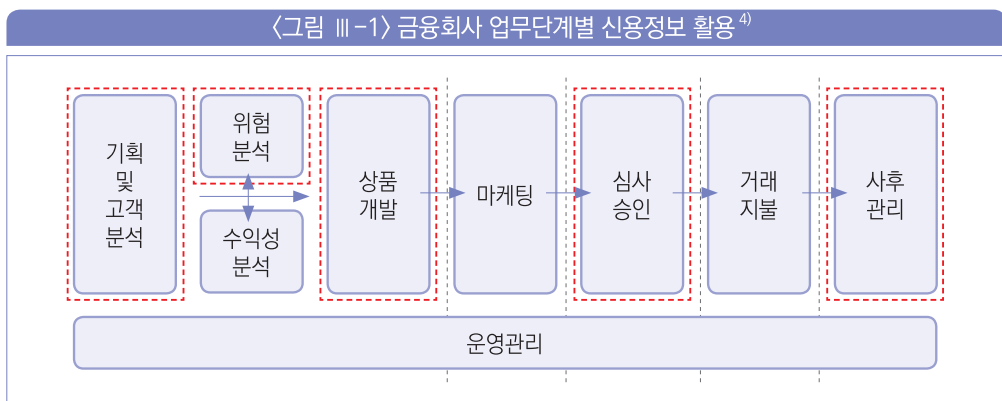 〈그림 Ⅲ-1〉 금융회사 업무단계별 신용정보 활용4)
기획
및
고객
분석
위험
분석
수익성
분석
상품
개발
마케팅
심사
승인
거래
지불
사후
관리
운영관리